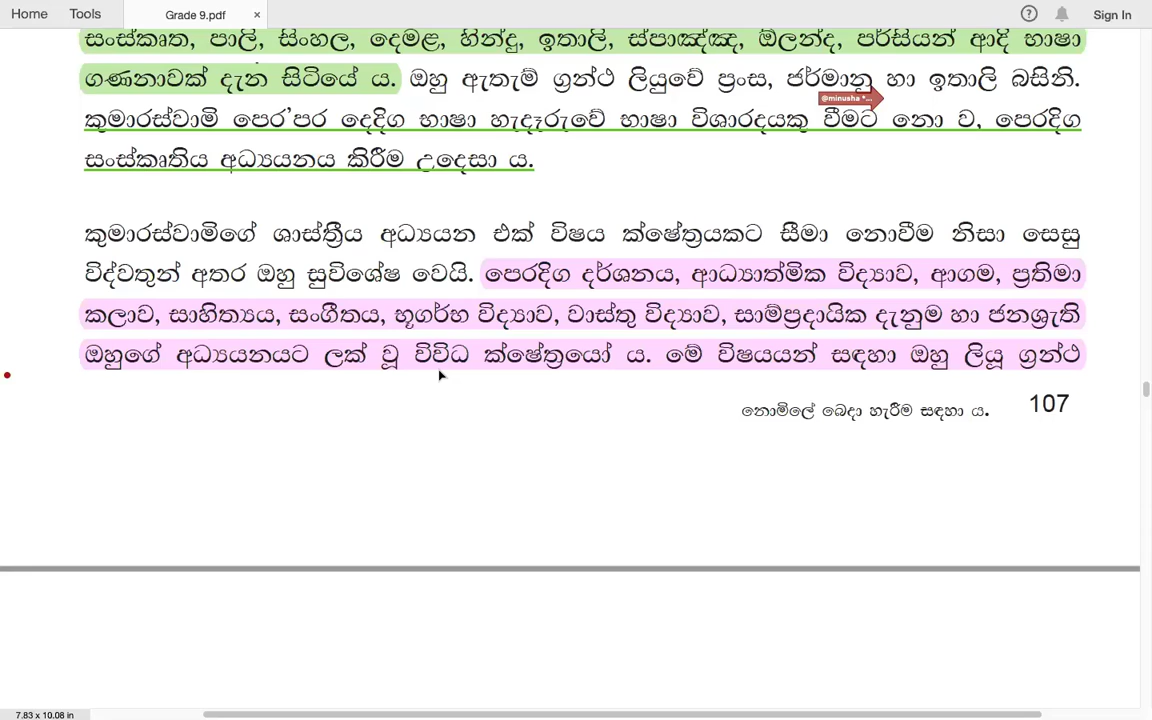 Home Tools Grade 9.pdf × Sign In
සංස්කෘත, පාලි, සිංහල, දෙමළ, හින්දු, ඉතාලි, ස්පාඤ්ඤ, ඕලන්ද, පර්සියන් ආදි භාෂා
ගණනාවක් දැන සිටියේ ය. ඔහු ඇතැම් ග්‍රන්ථ ලියුවේ ප්‍රංස, ජර්මානු හා ඉතාලි බසිනි.
@minusha *...
කුමාරස්වාමි පෙර’පර දෙදිග භාෂා හැදෑරුවේ භාෂා විශාරදයකු වීමට නො ව, පෙරදිග
සංස්කෘතිය අධ්‍යයනය කිරීම උදෙසා ය.
කුමාරස්වාමිගේ ශාස්ත්‍රීය අධ්‍යයන එක් විෂය ක්ෂේත්‍රයකට සීමා නොවීම නිසා සෙසු
විද්වතුන් අතර ඔහු සුවිශේෂ වෙයි. පෙරදිග දර්ශනය, ආධ්‍යාත්මික විද්‍යාව, ආගම, ප්‍රතිමා
කලාව, සාහිත්‍යය, සංගීතය, භූගර්භ විද්‍යාව, වාස්තු විද්‍යාව, සාම්ප්‍රදායික දැනුම හා ජනශ්‍රැති
ඔහුගේ අධ්‍යයනයට ලක් වූ විවිධ ක්ෂේත්‍රයෝ ය. මේ විෂයයන් සඳහා ඔහු ලියූ ග්‍රන්ථ
නොමිලේ බෙදා හැරීම සඳහා ය. 107
7.83 x 10.08 in